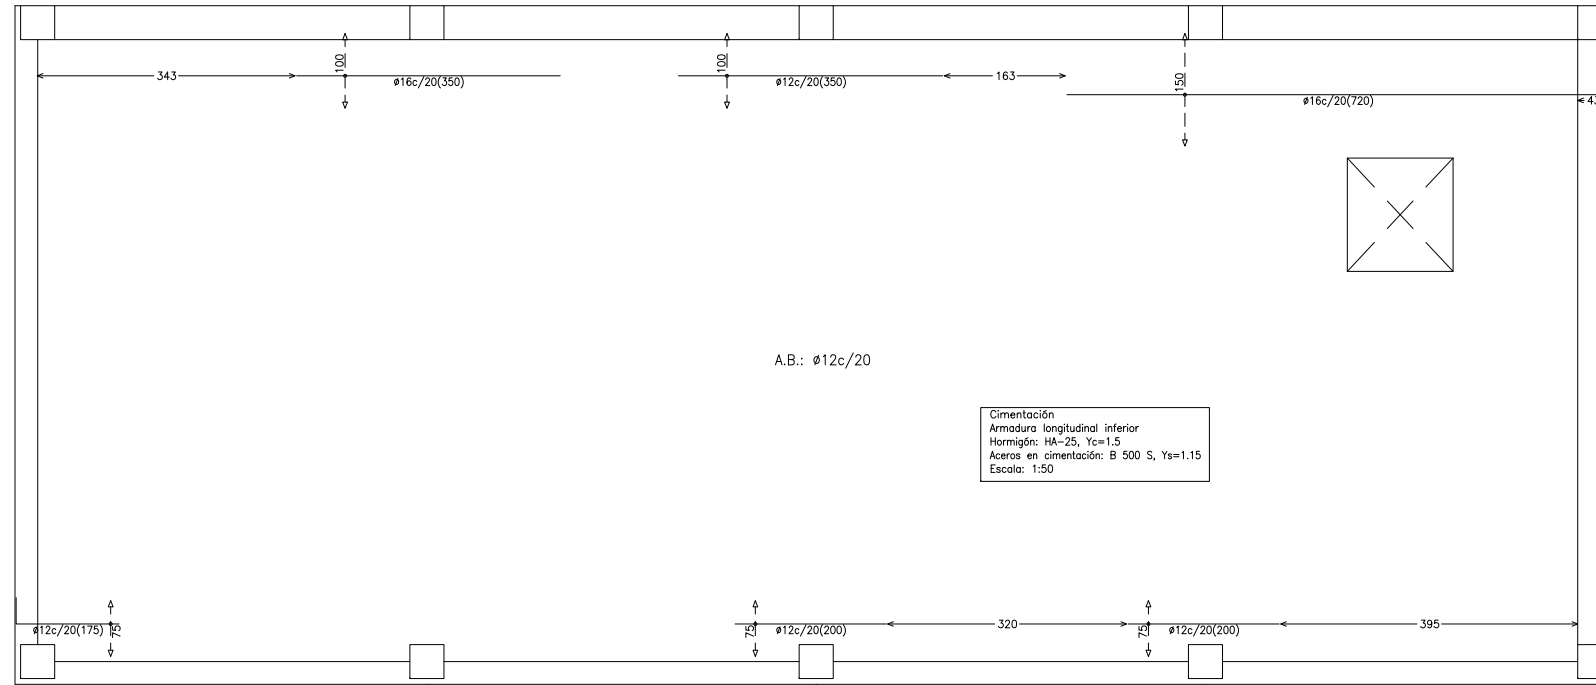 100
100
150
343
ø16c/20(350)
ø12c/20(350)
163
ø16c/20(720)
A.B.: ø12c/20
Cimentación
Armadura longitudinal inferior
Hormigón: HA-25, Yc=1.5
Aceros en cimentación: B 500 S, Ys=1.15
Escala: 1:50
ø12c/20(175)
75
75
ø12c/20(200)
320
75
ø12c/20(200)
395